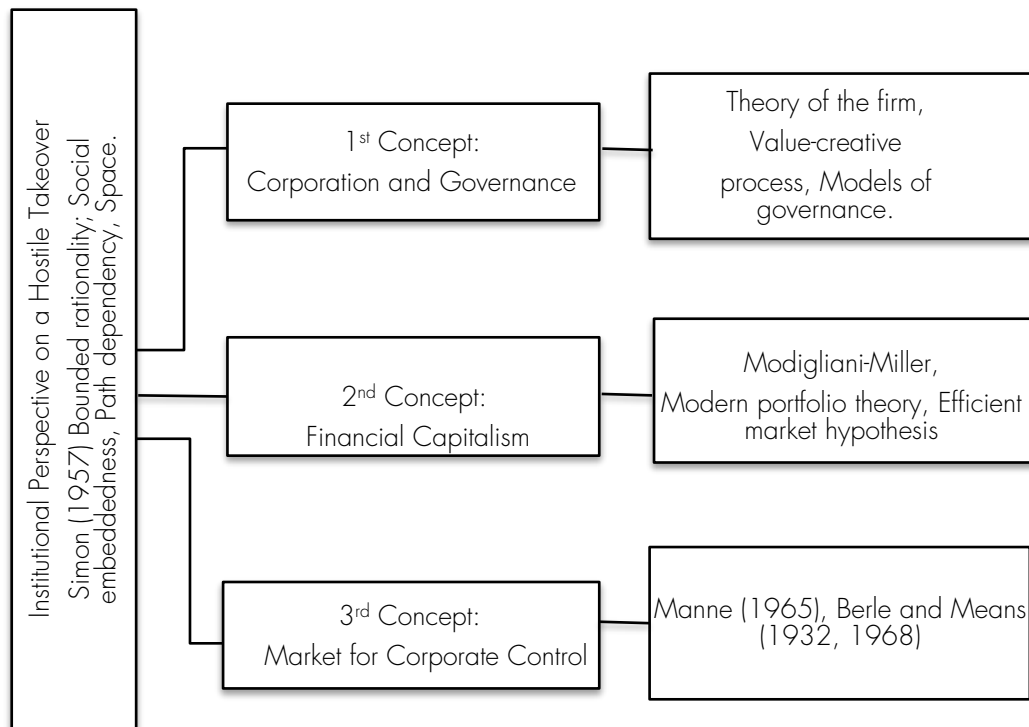 Institutional Perspective on a Hostile Takeover
Simon (1957) Bounded rationality; Social
embeddedness, Path dependency, Space.
1st Concept:
Corporation and Governance
Theory of the firm,
Value-creative
process, Models of
governance.
2nd Concept:
Financial Capitalism
Modigliani-Miller,
Modern portfolio theory, Efficient
market hypothesis
3rd Concept:
Market for Corporate Control
Manne (1965), Berle and Means
(1932, 1968)